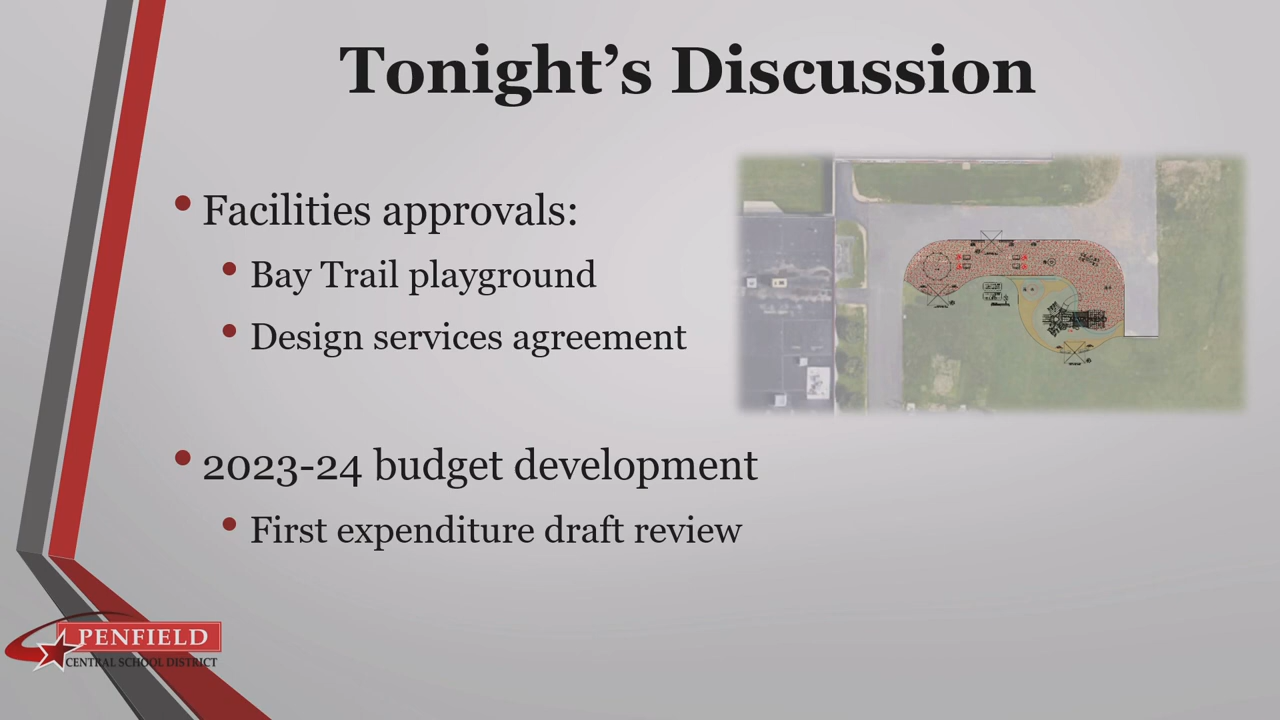 Tonight’s Discussion
• Facilities approvals:
• Bay Trail playground
• Design services agreement
• 2023-24 budget development
• First expenditure draft review
PENFIELD
CENTRAL SCHOOL DISTRICT